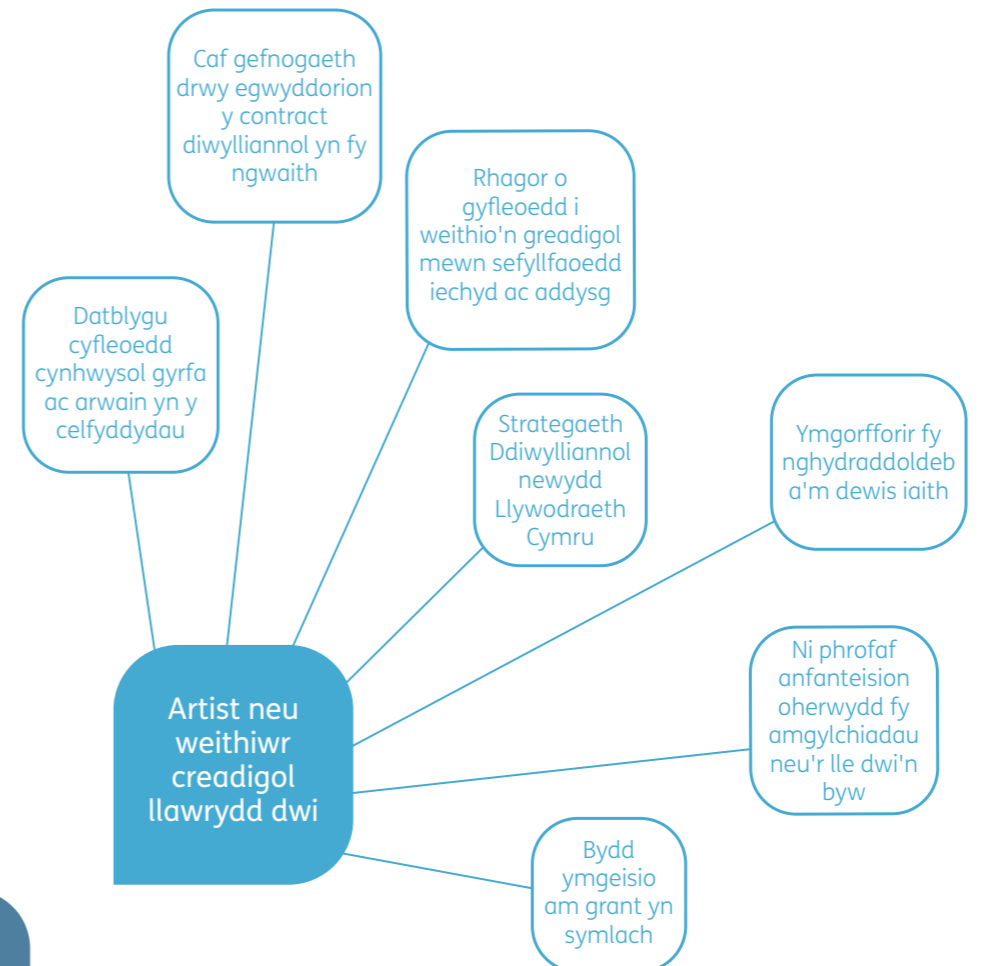 Caf gefnogaeth
drwy egwyddorion
y contract
diwylliannol yn fy
ngwaith
Rhagor o
gyfleoedd i
weithio'n greadigol
mewn sefyllfaoedd
iechyd ac addysg
Datblygu
cyfleoedd
cynhwysol gyrfa
ac arwain yn y
celfyddydau
Strategaeth
Ddiwylliannol
newydd
Llywodraeth
Cymru
Ymgorfforir fy
nghydraddoldeb
a'm dewis iaith
Ni phrofaf
anfanteision
oherwydd fy
amgylchiadau
neu'r lle dwi'n
byw
Artist neu
weithiwr
creadigol
llawrydd dwi
Bydd
ymgeisio
am grant yn
symlach